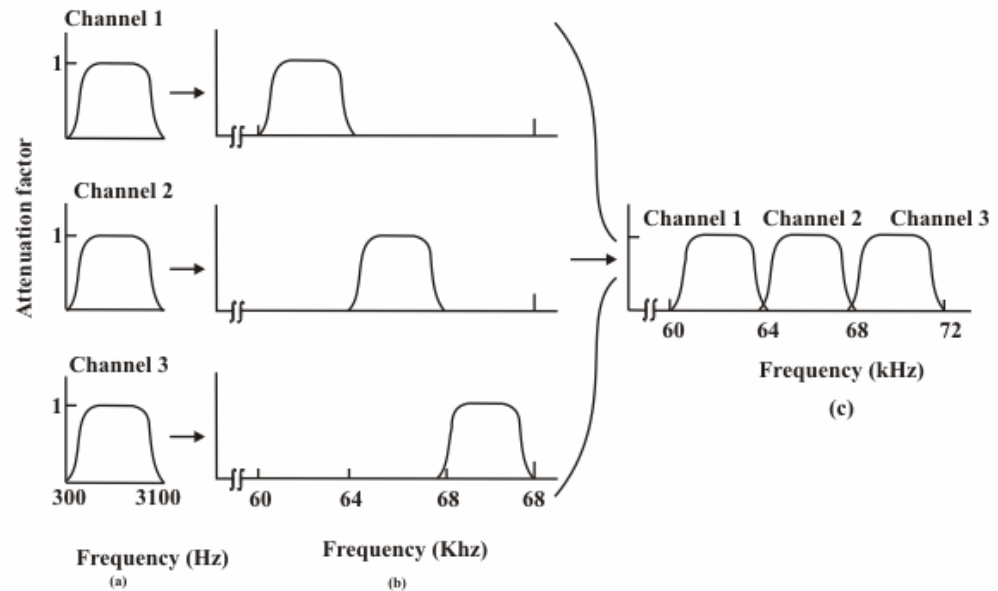 Channel 1
1
Channel 2
1
Attenuation factor
Channel 3
1
300 3100
Frequency (Hz)
(a)
60 64 68 68
Frequency (Khz)
(b)
Channel 1 Channel 2 Channel 3
60 64 68 72
Frequency (kHz)
(c)